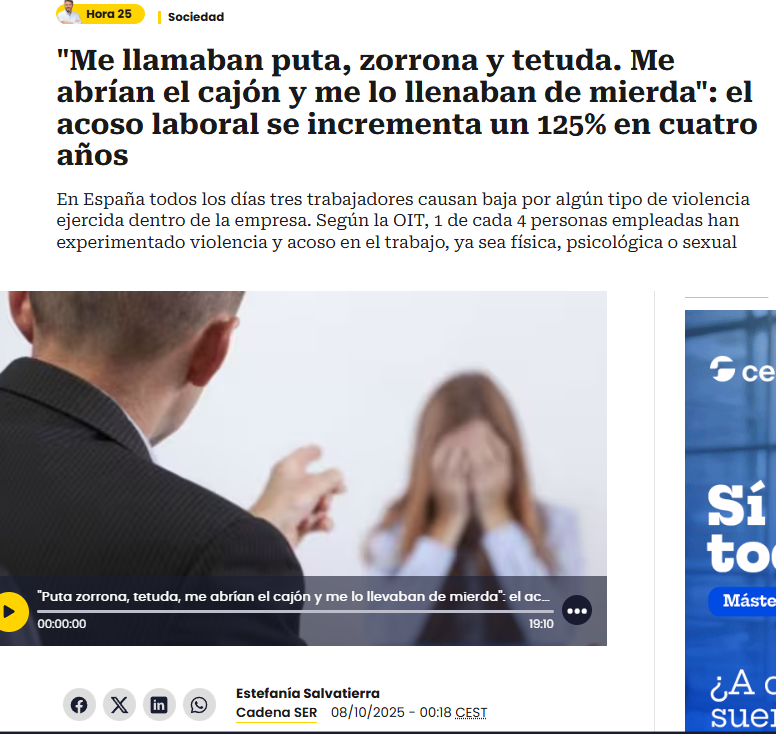 Hora 25
Sociedad
"Me llamaban puta, zorrona y tetuda. Me
abrían el cajón y me lo llenaban de mierda": el
acoso laboral se incrementa un 125% en cuatro
años
En España todos los días tres trabajadores causan baja por algún tipo de violencia
ejercida dentro de la empresa. Según la OIT, 1 de cada 4 personas empleadas han
experimentado violencia y acoso en el trabajo, ya sea física, psicológica o sexual
"Puta zorrona, tetuda, me abrían el cajón y me lo llevaban de mierda": el ac...
00:00:00
19:10
Estefanía Salvatierra
Cadena SER 08/10/2025 - 00:18 CEST
ce
Sí
Máste
¿A